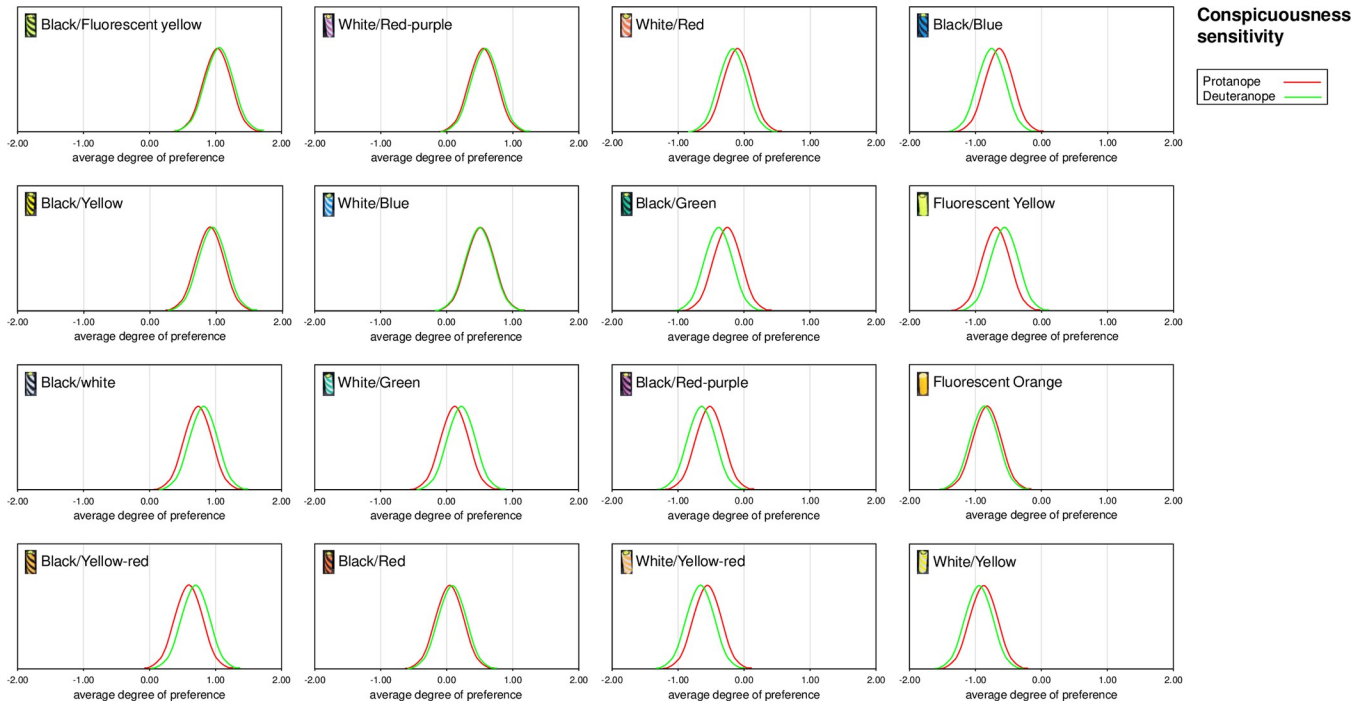 Black/Fluorescent yellow
-2.00 -1.00 0.00 1.00 2.00
average degree of preference
White/Red-purple
-2.00 -1.00 0.00 1.00 2.00
average degree of preference
White/Red
-2.00 -1.00 0.00 1.00 2.00
average degree of preference
Black/Blue
-2.00 -1.00 0.00 1.00 2.00
average degree of preference
Conspicuousness
sensitivity
Protanope
Deuteranope
Black/Yellow
-2.00 -1.00 0.00 1.00 2.00
average degree of preference
White/Blue
-2.00 -1.00 0.00 1.00 2.00
average degree of preference
Black/Green
-2.00 -1.00 0.00 1.00 2.00
average degree of preference
Fluorescent Yellow
-2.00 -1.00 0.00 1.00 2.00
average degree of preference
Black/white
-2.00 -1.00 0.00 1.00 2.00
average degree of preference
White/Green
-2.00 -1.00 0.00 1.00 2.00
average degree of preference
Black/Red-purple
-2.00 -1.00 0.00 1.00 2.00
average degree of preference
Fluorescent Orange
-2.00 -1.00 0.00 1.00 2.00
average degree of preference
Black/Yellow-red
-2.00 -1.00 0.00 1.00 2.00
average degree of preference
Black/Red
-2.00 -1.00 0.00 1.00 2.00
average degree of preference
White/Yellow-red
-2.00 -1.00 0.00 1.00 2.00
average degree of preference
White/Yellow
-2.00 -1.00 0.00 1.00 2.00
average degree of preference